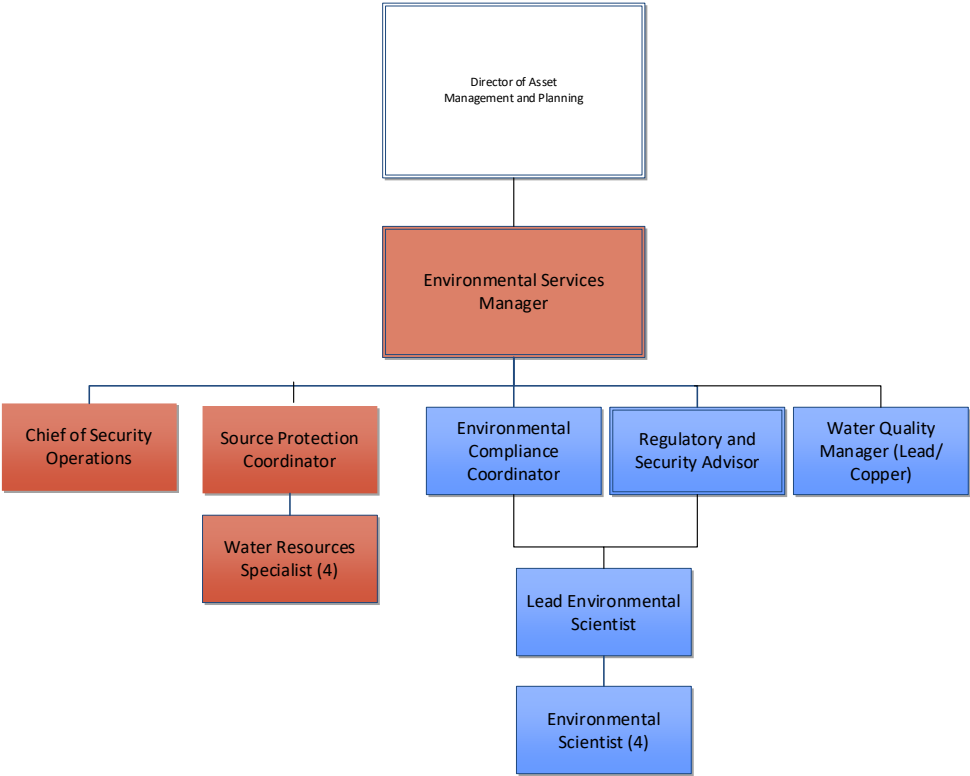 Director of Asset
Management and Planning
Environmental Services
Manager
Chief of Security
Operations
Source Protection
Coordinator
Environmental
Compliance
Coordinator
Regulatory and
Security Advisor
Water Quality
Manager (Lead/
Copper)
Water Resources
Specialist (4)
Lead Environmental
Scientist
Environmental
Scientist (4)